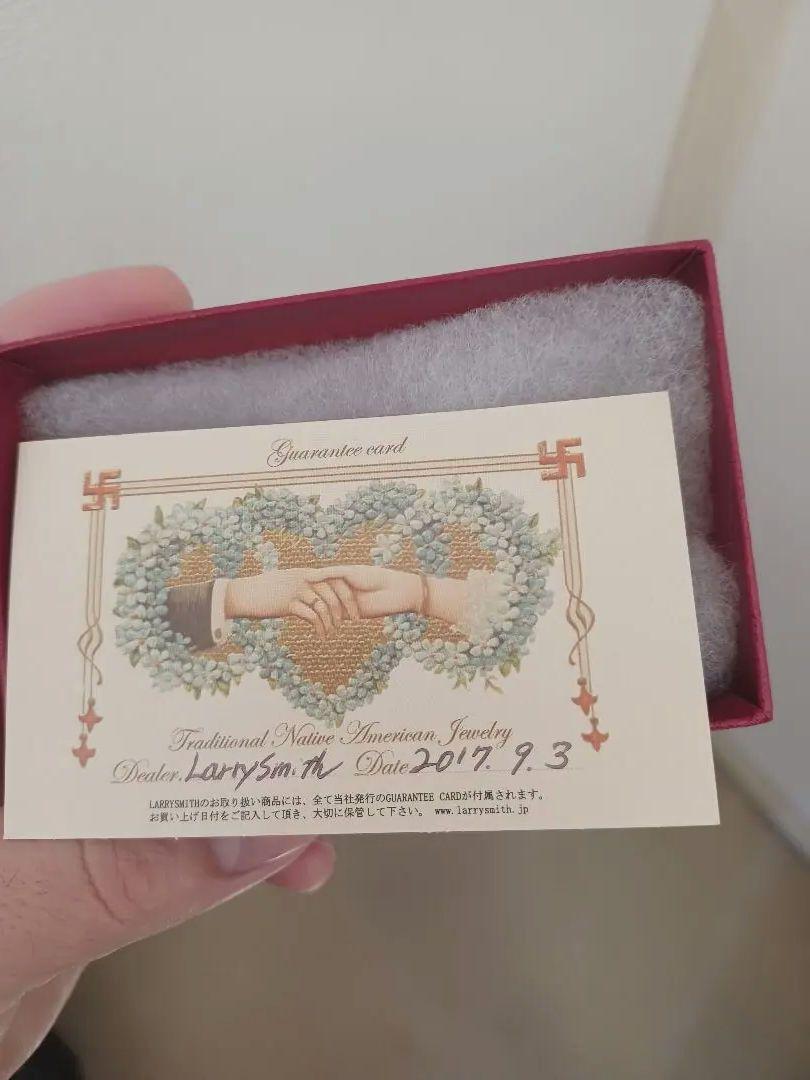 Guarantee card
Traditional Native American Jewelry
Dealer. LarrySmith Date 2017. 9. 3
LARRYSMITHのお取り扱い商品には、全て当社発行のGUARANTEE CARDが付属されます。
お買い上げ日付をご記入して頂き、大切に保管して下さい。 www.larrysmith.jp